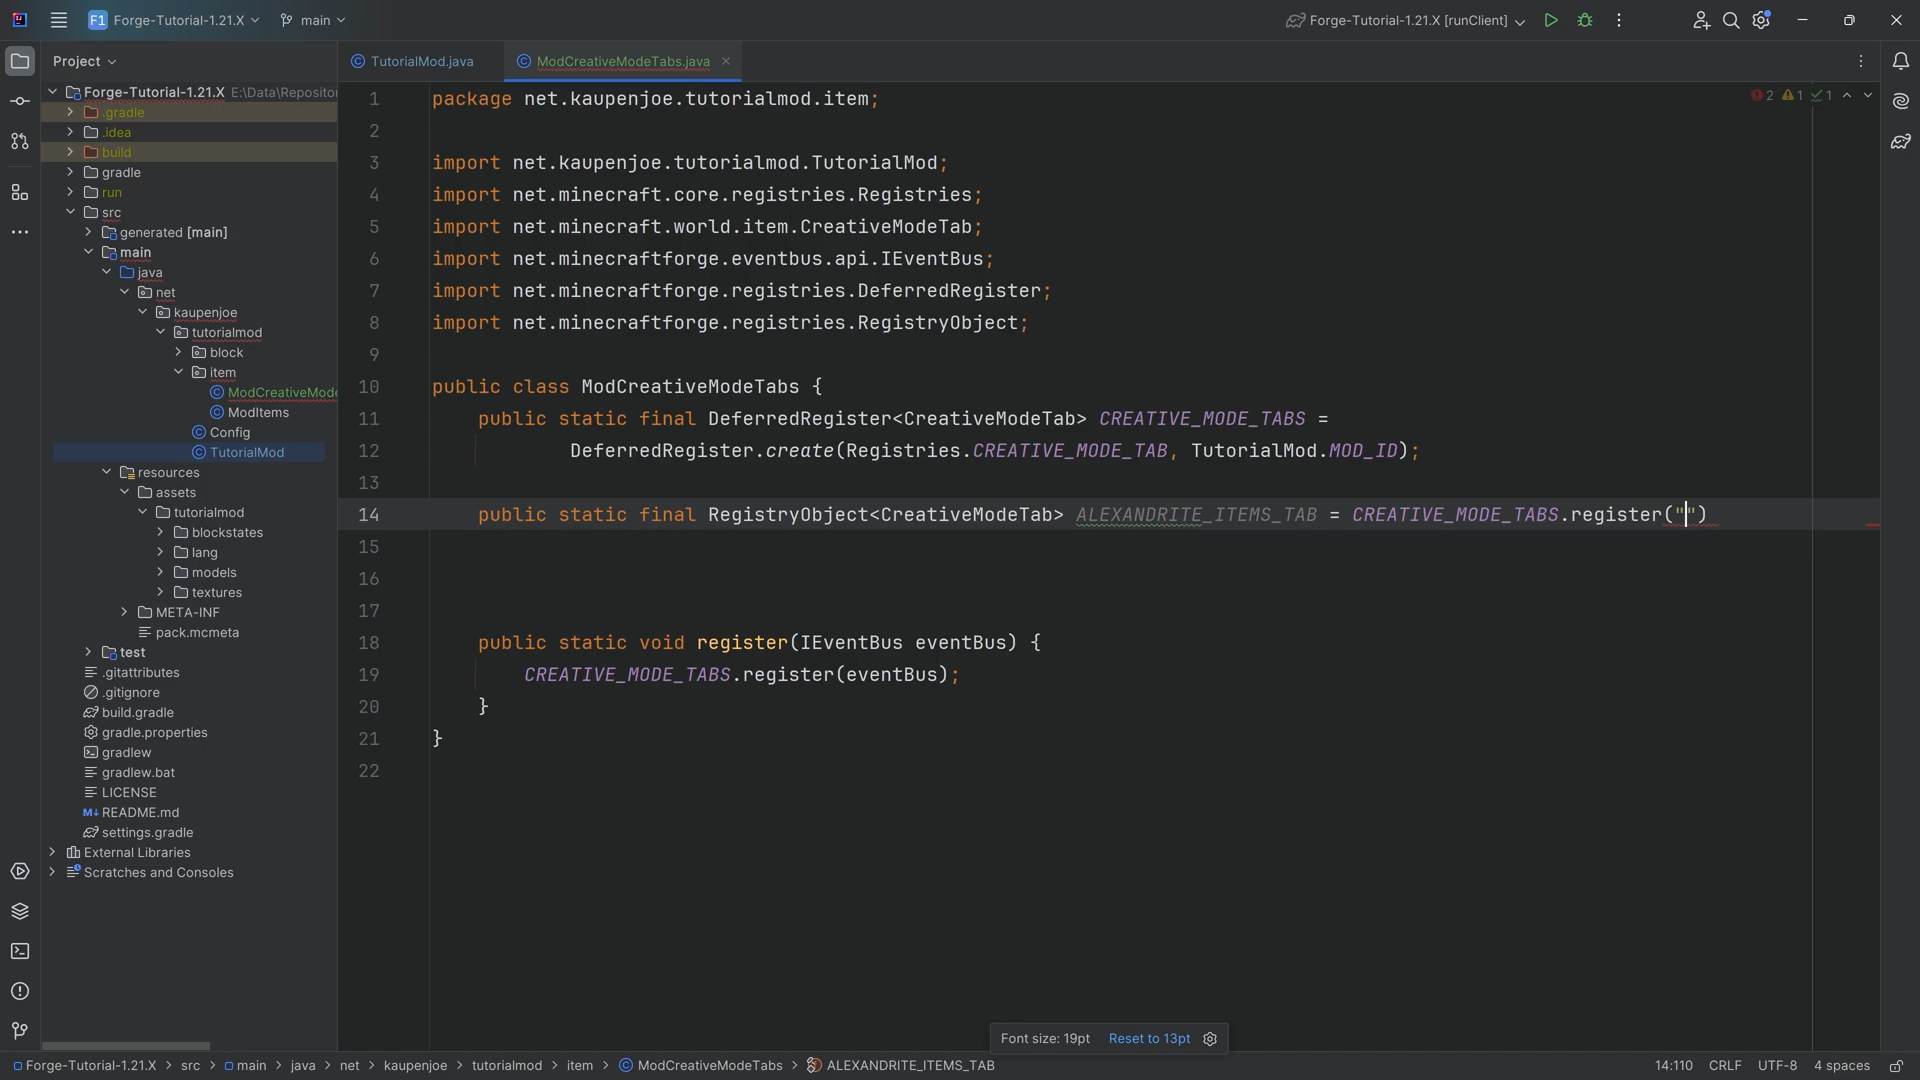 F1 Forge-Tutorial-1.21.X main Forge-Tutorial-1.21.X [runClient]
Project
TutorialMod.java ModCreativeModeTabs.java
Forge-Tutorial-1.21.X E:\Data\Reposito
.gradle
.idea
build
gradle
run
src
generated [main]
main
java
net
kaupenjoe
tutorialmod
block
item
ModCreativeMode
ModItems
Config
TutorialMod
resources
assets
tutorialmod
blockstates
lang
models
textures
META-INF
pack.mcmeta
test
.gitattributes
.gitignore
build.gradle
gradle.properties
gradlew
gradlew.bat
LICENSE
M↓ README.md
settings.gradle
External Libraries
Scratches and Consoles
2 1 1
1 package net.kaupenjoe.tutorialmod.item;
2
3 import net.kaupenjoe.tutorialmod.TutorialMod;
4 import net.minecraft.core.registries.Registries;
5 import net.minecraft.world.item.CreativeModeTab;
6 import net.minecraftforge.eventbus.api.IEventBus;
7 import net.minecraftforge.registries.DeferredRegister;
8 import net.minecraftforge.registries.RegistryObject;
9
10 public class ModCreativeModeTabs {
11 public static final DeferredRegister<CreativeModeTab> CREATIVE_MODE_TABS =
12 DeferredRegister.create(Registries.CREATIVE_MODE_TAB, TutorialMod.MOD_ID);
13
14 public static final RegistryObject<CreativeModeTab> ALEXANDRITE_ITEMS_TAB = CREATIVE_MODE_TABS.register("")
15
16
17
18 public static void register(IEventBus eventBus) {
19 CREATIVE_MODE_TABS.register(eventBus);
20 }
21 }
22
Font size: 19pt Reset to 13pt
Forge-Tutorial-1.21.X > src > main > java > net > kaupenjoe > tutorialmod > item > ModCreativeModeTabs > ALEXANDRITE_ITEMS_TAB 14:110 CRLF UTF-8 4 spaces